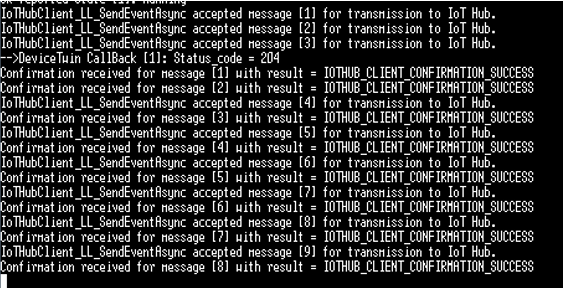 reported state [1]: Running
IoTHubClient_LL_SendEventAsync accepted message [1] for transmission to IoT Hub.
IoTHubClient_LL_SendEventAsync accepted message [2] for transmission to IoT Hub.
IoTHubClient_LL_SendEventAsync accepted message [3] for transmission to IoT Hub.
-->DeviceTwin CallBack [1]: Status_code = 204
Confirmation received for message [1] with result = IOTHUB_CLIENT_CONFIRMATION_SUCCESS
Confirmation received for message [2] with result = IOTHUB_CLIENT_CONFIRMATION_SUCCESS
IoTHubClient_LL_SendEventAsync accepted message [4] for transmission to IoT Hub.
Confirmation received for message [3] with result = IOTHUB_CLIENT_CONFIRMATION_SUCCESS
IoTHubClient_LL_SendEventAsync accepted message [5] for transmission to IoT Hub.
Confirmation received for message [4] with result = IOTHUB_CLIENT_CONFIRMATION_SUCCESS
IoTHubClient_LL_SendEventAsync accepted message [6] for transmission to IoT Hub.
Confirmation received for message [5] with result = IOTHUB_CLIENT_CONFIRMATION_SUCCESS
IoTHubClient_LL_SendEventAsync accepted message [7] for transmission to IoT Hub.
Confirmation received for message [6] with result = IOTHUB_CLIENT_CONFIRMATION_SUCCESS
IoTHubClient_LL_SendEventAsync accepted message [8] for transmission to IoT Hub.
Confirmation received for message [7] with result = IOTHUB_CLIENT_CONFIRMATION_SUCCESS
IoTHubClient_LL_SendEventAsync accepted message [9] for transmission to IoT Hub.
Confirmation received for message [8] with result = IOTHUB_CLIENT_CONFIRMATION_SUCCESS